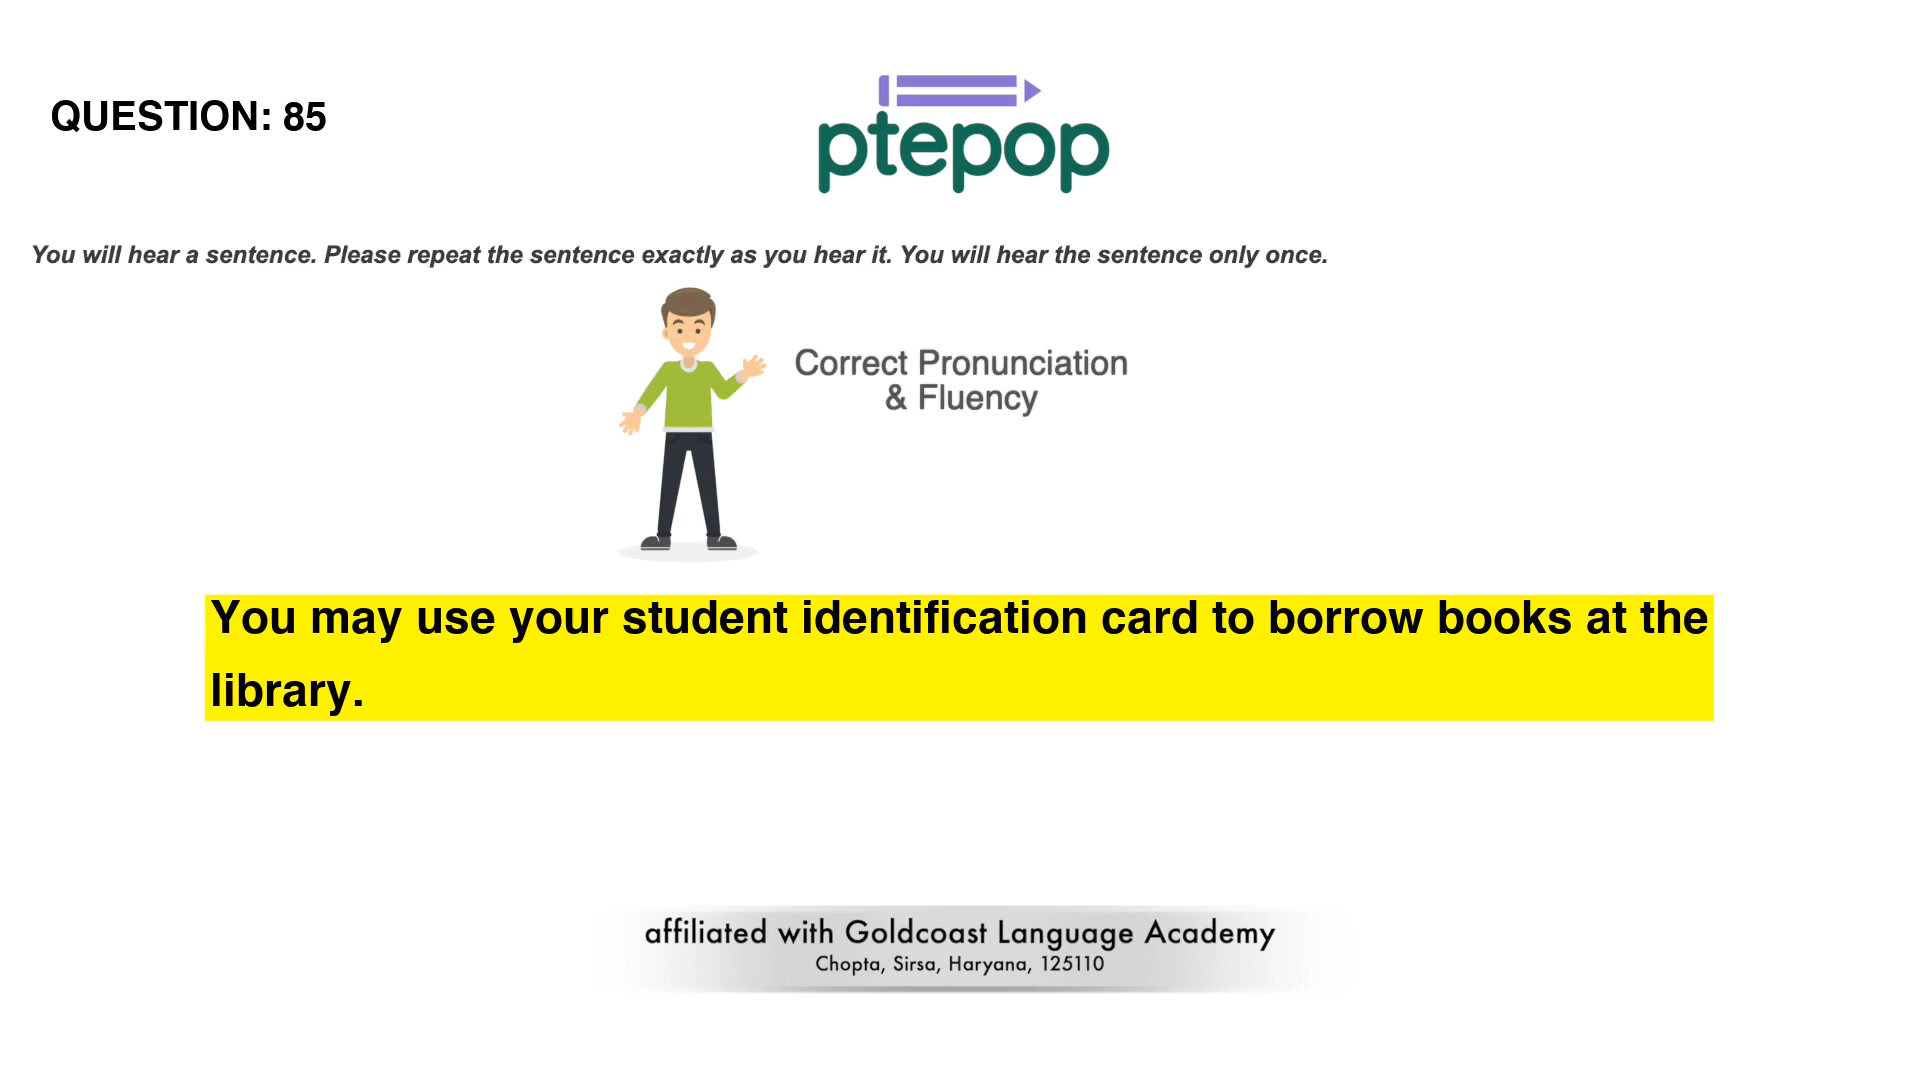 QUESTION: 85
ptepop
You will hear a sentence. Please repeat the sentence exactly as you hear it. You will hear the sentence only once.
Correct Pronunciation
& Fluency
You may use your student identification card to borrow books at the
library.
affiliated with Goldcoast Language Academy
Chopta, Sirsa, Haryana, 125110